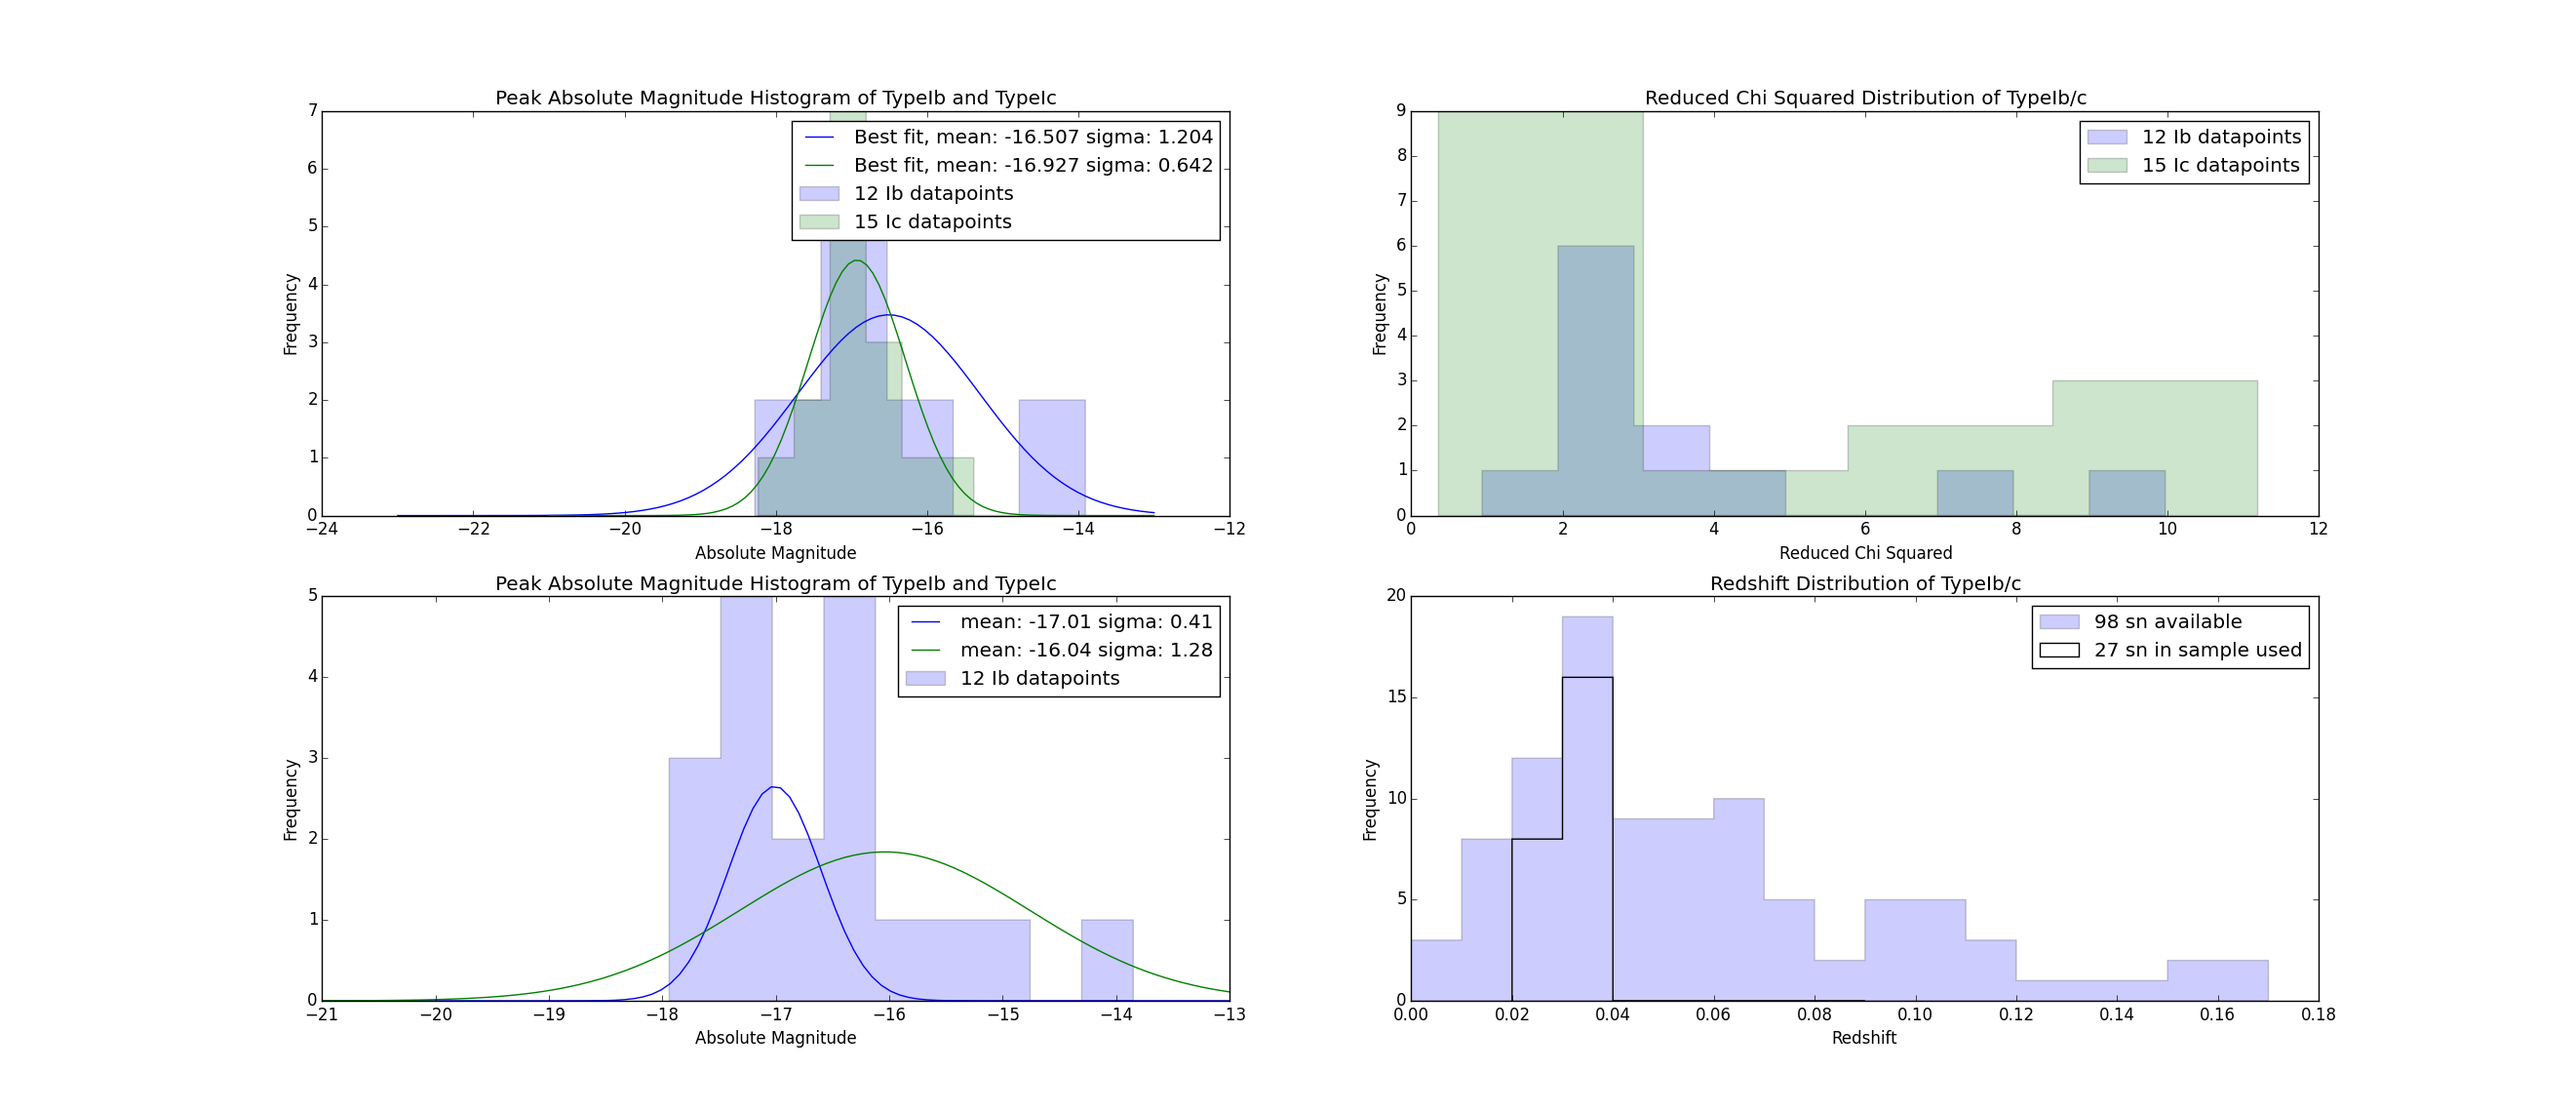 Peak Absolute Magnitude Histogram of TypeIb and TypeIc
7
6
5
4
3
2
1
0
Frequency
Best fit, mean: -16.507 sigma: 1.204
Best fit, mean: -16.927 sigma: 0.642
12 Ib datapoints
15 Ic datapoints
−24 −22 −20 −18 −16 −14 −12
Absolute Magnitude
Reduced Chi Squared Distribution of TypeIb/c
9
8
7
6
5
4
3
2
1
0
Frequency
12 Ib datapoints
15 Ic datapoints
0 2 4 6 8 10 12
Reduced Chi Squared
Peak Absolute Magnitude Histogram of TypeIb and TypeIc
5
4
3
2
1
0
Frequency
mean: -17.01 sigma: 0.41
mean: -16.04 sigma: 1.28
12 Ib datapoints
−21 −20 −19 −18 −17 −16 −15 −14 −13
Absolute Magnitude
Redshift Distribution of TypeIb/c
20
15
10
5
0
Frequency
98 sn available
27 sn in sample used
0.00 0.02 0.04 0.06 0.08 0.10 0.12 0.14 0.16 0.18
Redshift